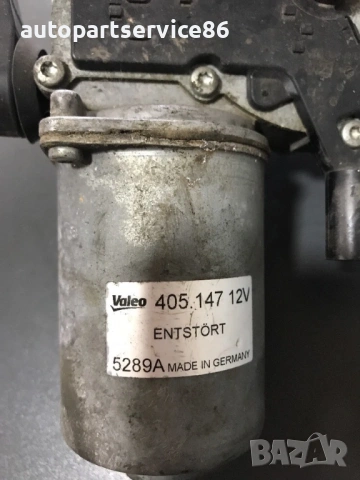 autopartservice86
Valeo 405.147 12V
ENTSTÖRT
5289A MADE IN GERMANY
BAZAR